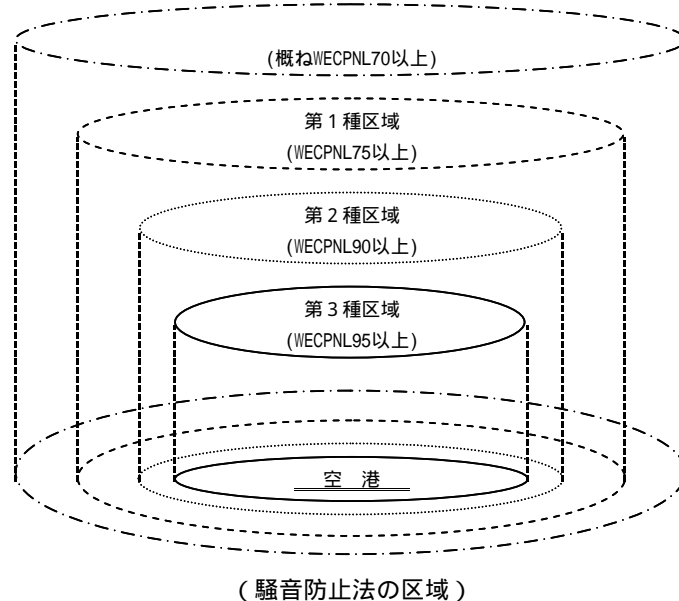 (概ねWECPNL70以上)
第１種区域
(WECPNL75以上)
第２種区域
(WECPNL90以上)
第３種区域
(WECPNL95以上)
空　港
(騒音防止法の区域)